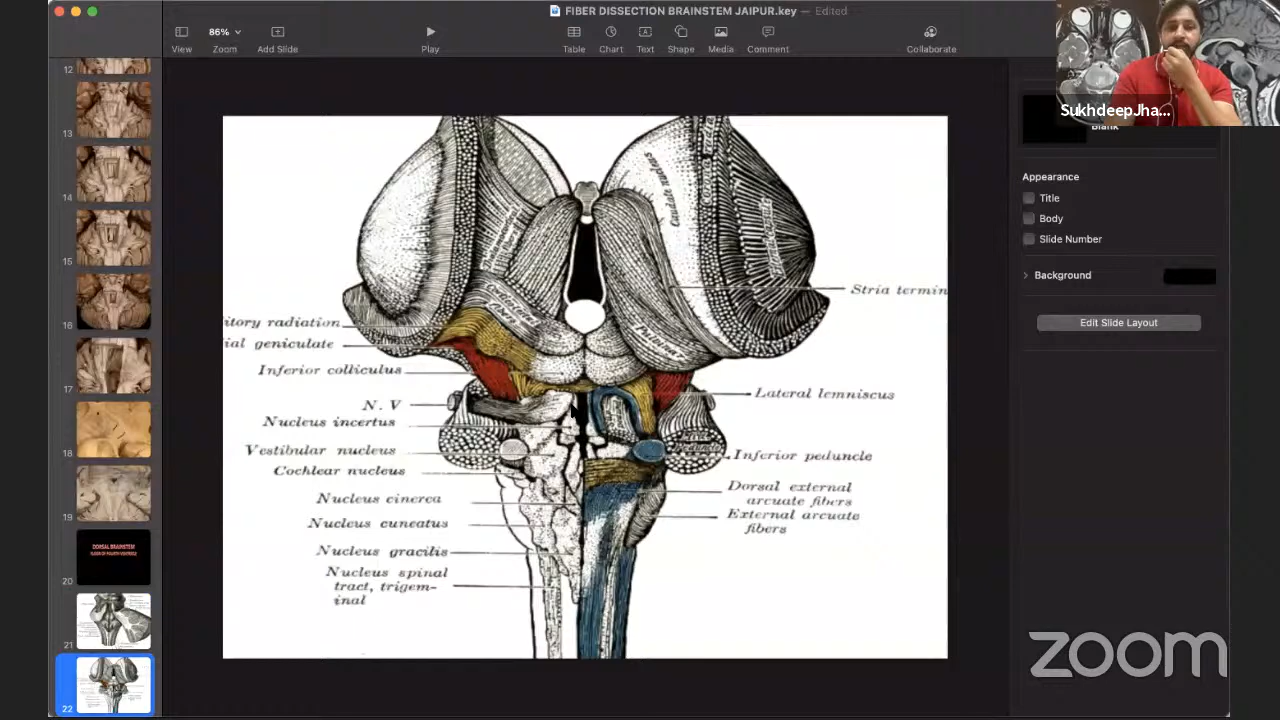 FIBER DISSECTION BRAINSTEM JAIPUR.key — Edited
86%
View
Zoom
Add Slide
Play
Table
Chart
Text
Shape
Media
Comment
Collaborate
SukhdeepJha...
Blank
Appearance
Title
Body
Slide Number
Background
Edit Slide Layout
12
13
14
15
16
17
18
19
20
21
22
DORSAL BRAINSTEM
Caudate nucleus
Pulvinar
Stria termin
itory radiation
ial geniculate
Inferior colliculus
N. V
Nucleus incertus
Vestibular nucleus
Cochlear nucleus
Nucleus cinerea
Nucleus cuneatus
Nucleus gracilis
Nucleus spinal
tract, trigem-
inal
Lateral lemniscus
Inferior peduncle
Dorsal external
arcuate fibers
External arcuate
fibers
zoom